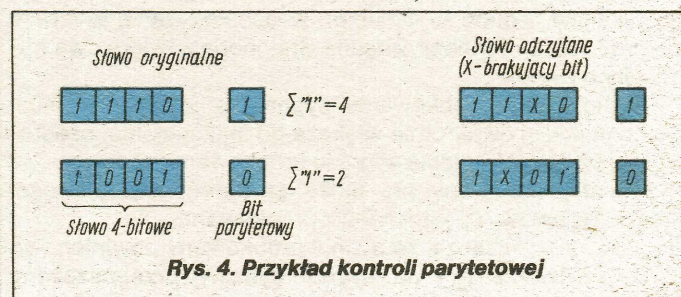 Słowo oryginalne
Słowo odczytane
(X-brakujący bit)
1 1 1 0 1 ∑"1"=4
1 1 X 0 1
1 0 0 1 0 ∑"1"=2
1 X 0 1 0
Słowo 4-bitowe
Bit
parytetowy
Rys. 4. Przykład kontroli parytetowej